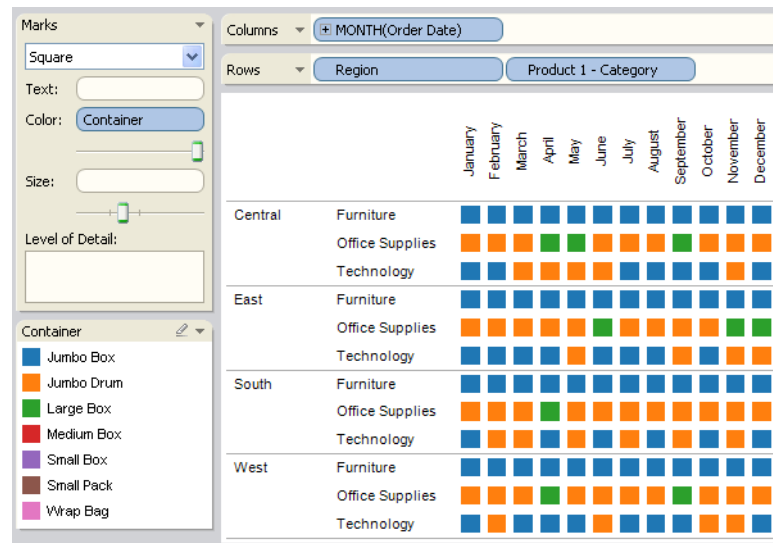 Marks
Square
Text:
Color: Container
Size:
Level of Detail:
Container
Jumbo Box
Jumbo Drum
Large Box
Medium Box
Small Box
Small Pack
Wrap Bag
Columns MONTH(Order Date)
Rows Region Product 1 - Category
January February March April May June July August September October November December
Central Furniture
Office Supplies
Technology
East Furniture
Office Supplies
Technology
South Furniture
Office Supplies
Technology
West Furniture
Office Supplies
Technology